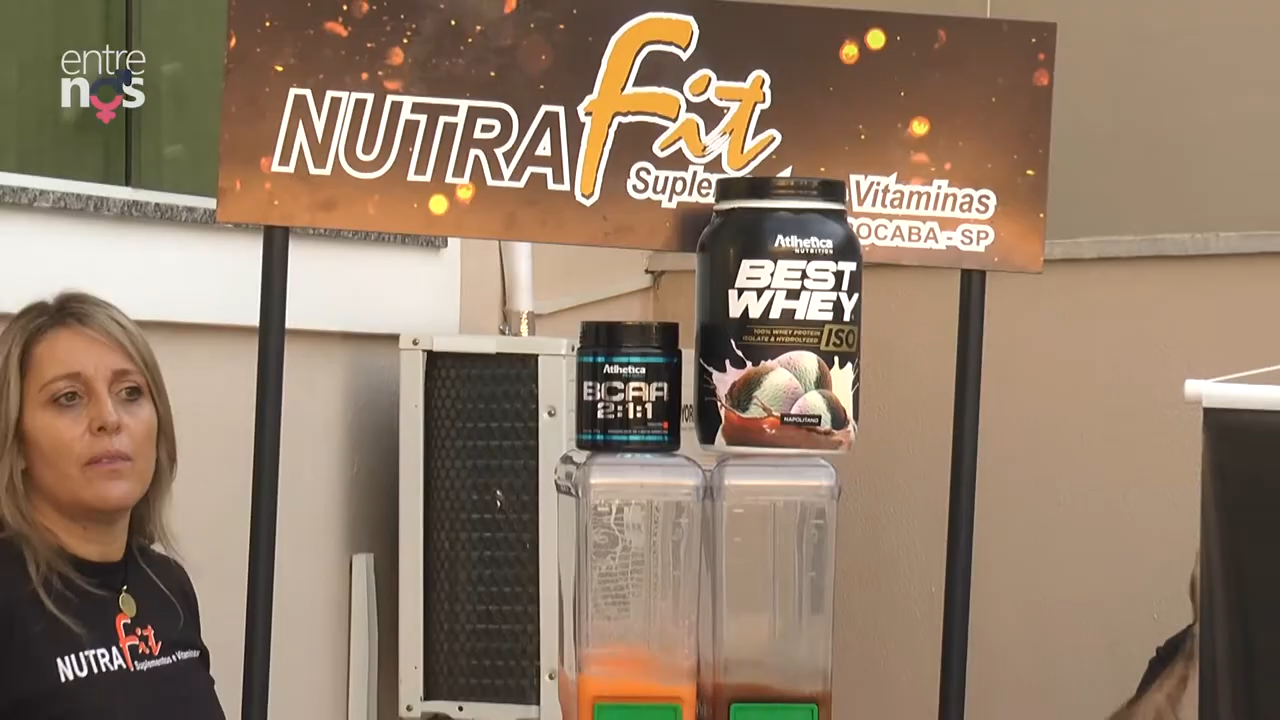 entre
nos
NUTRAFit
Suple Vitaminas
OCABA - SP
Atlhetica
NUTRITION
BEST
WHEY
100% WHEY PROTEIN
ISOLATE & HYDROLYZED
ISO
NAPOLITANO
Atlhetica
BCAA
2:1:1
NUTRAFit
Suplementos e Vitaminas